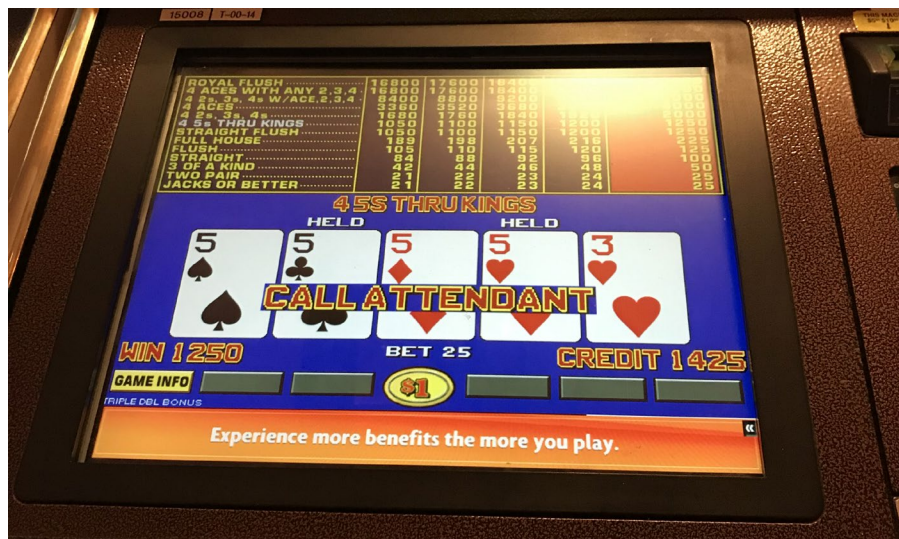 15008 T-00-14
ROYAL FLUSH 16800 17600 18400
4 ACES WITH ANY 2,3,4 16800 17600 18400
4 2s, 3s, 4s W/ACE,2,3,4 8400 8800 9200
4 ACES 3360 3520
4 2s, 3s, 4s 1680 1760 1840
4 5s THRU KINGS 1050 1100 1150 1200 1250
STRAIGHT FLUSH 1050 1100 1150 1200 1250
FULL HOUSE 189 198 207 216 225
FLUSH 105 110 115 120
STRAIGHT 84 88 92 96 100
3 OF A KIND 42 44 46 48 50
TWO PAIR 21 22 23 24 25
JACKS OR BETTER 21 22 23 24 25
4 5S THRU KINGS
HELD HELD
5 5 5 5 3
CALL ATTENDANT
WIN 1250 BET 25 CREDIT 1425
GAME INFO $1
TRIPLE DBL BONUS
Experience more benefits the more you play.
«